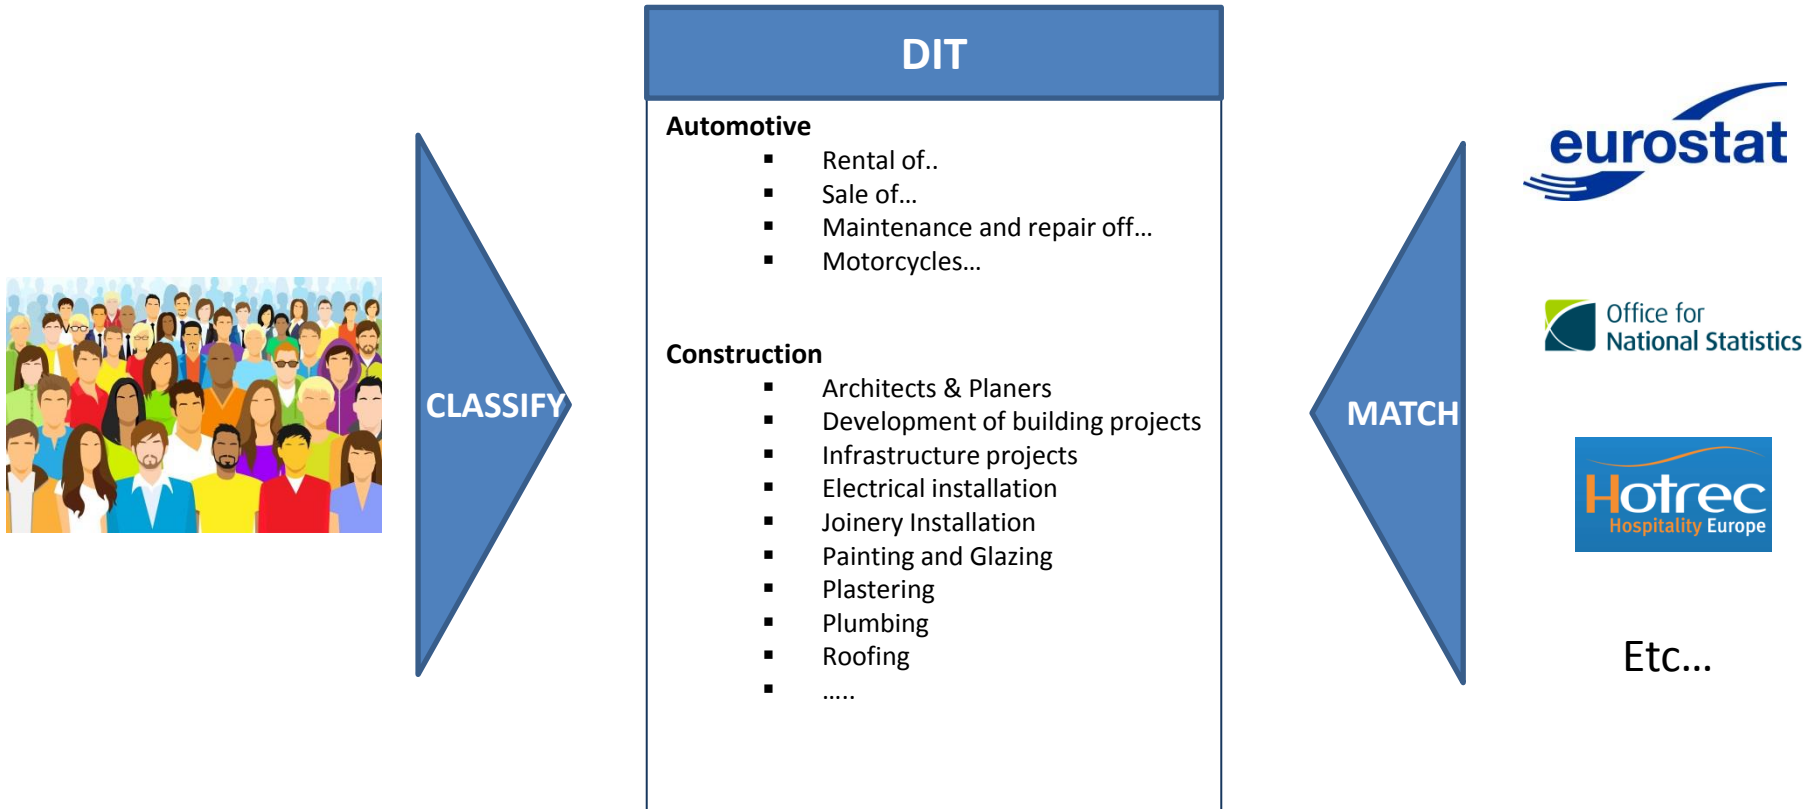 DIT
Automotive
▪ Rental of..
▪ Sale of…
▪ Maintenance and repair off…
▪ Motorcycles…
Construction
▪ Architects & Planers
▪ Development of building projects
▪ Infrastructure projects
▪ Electrical installation
▪ Joinery Installation
▪ Painting and Glazing
▪ Plastering
▪ Plumbing
▪ Roofing
▪ …..
CLASSIFY
MATCH
eurostat
Office for
National Statistics
Hotrec
Hospitality Europe
Etc…